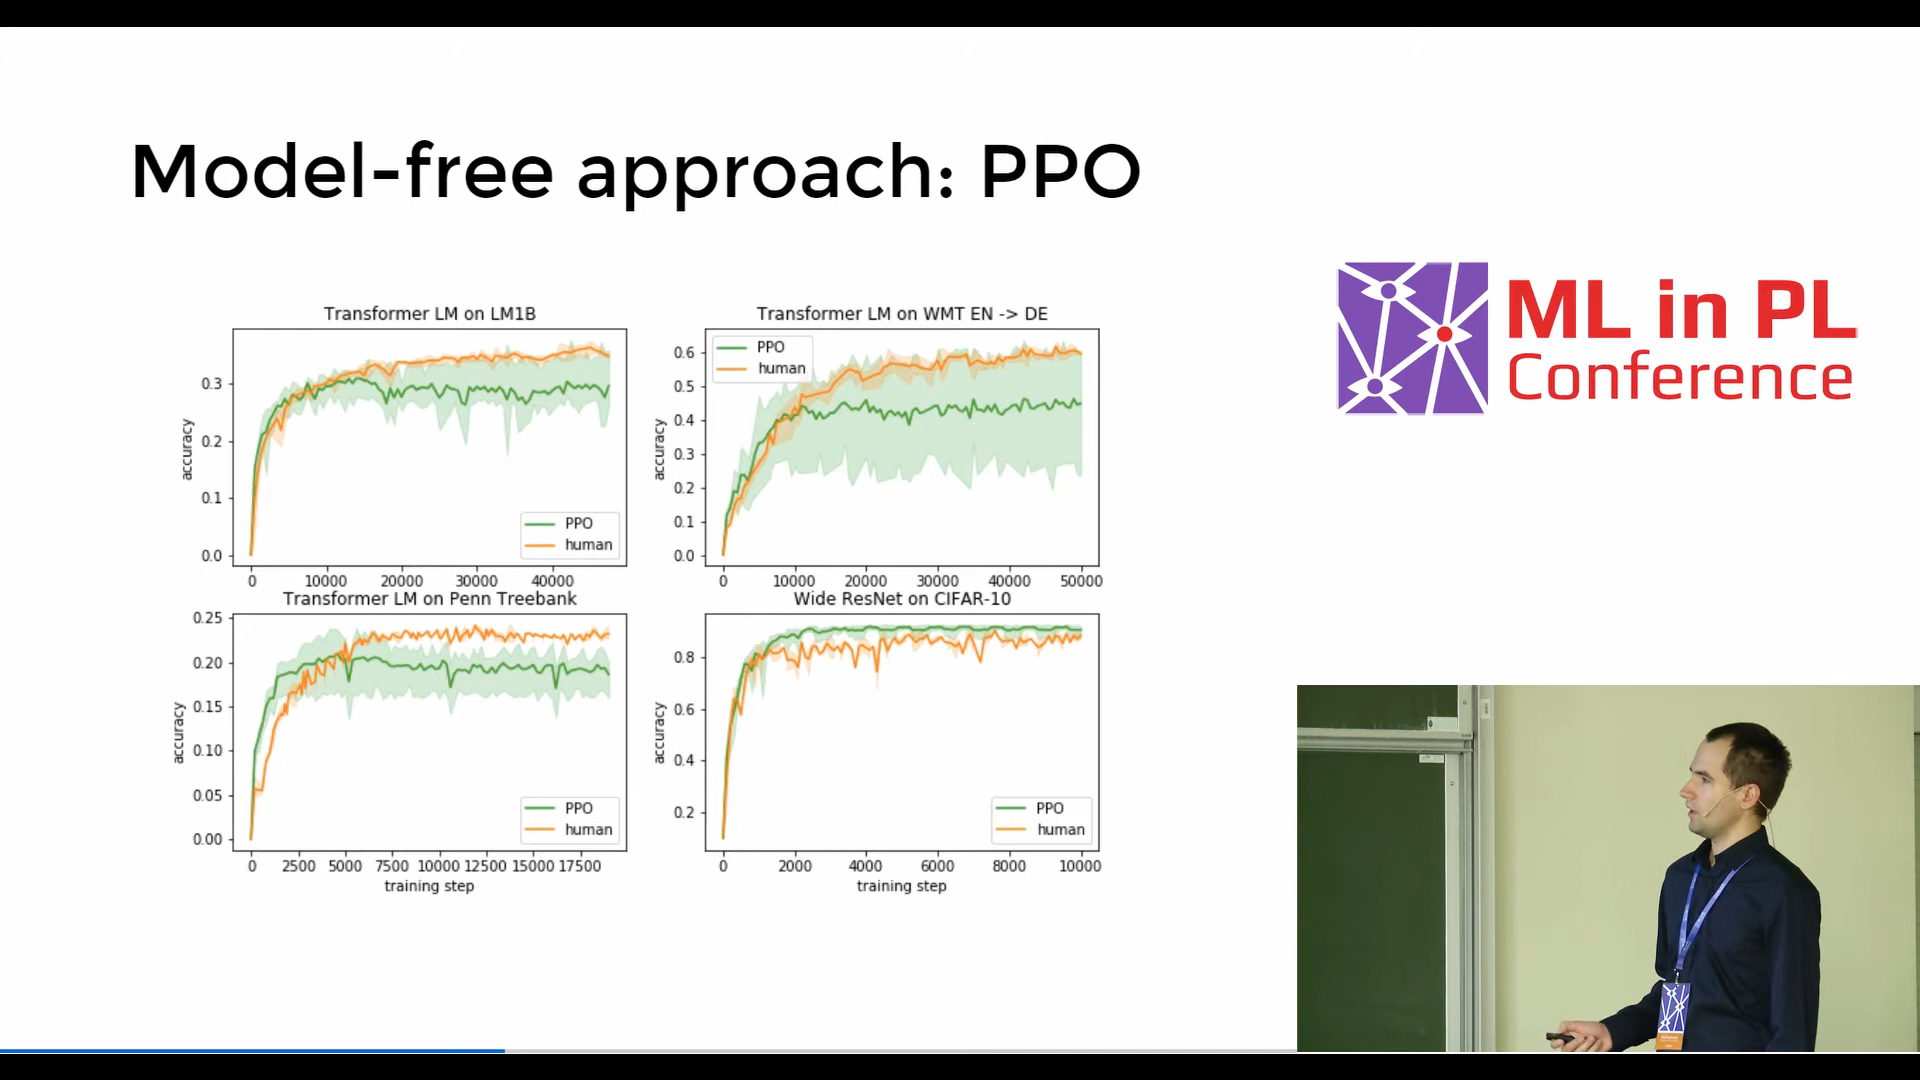 Model-free approach: PPO
ML in PL
Conference
Transformer LM on LM1B
accuracy
0.3
0.2
0.1
0.0
PPO
human
0 10000 20000 30000 40000
Transformer LM on WMT EN -> DE
accuracy
0.6
0.5
0.4
0.3
0.2
0.1
0.0
PPO
human
0 10000 20000 30000 40000 50000
Transformer LM on Penn Treebank
accuracy
0.25
0.20
0.15
0.10
0.05
0.00
PPO
human
0 2500 5000 7500 10000 12500 15000 17500
training step
Wide ResNet on CIFAR-10
accuracy
0.8
0.6
0.4
0.2
PPO
human
0 2000 4000 6000 8000 10000
training step